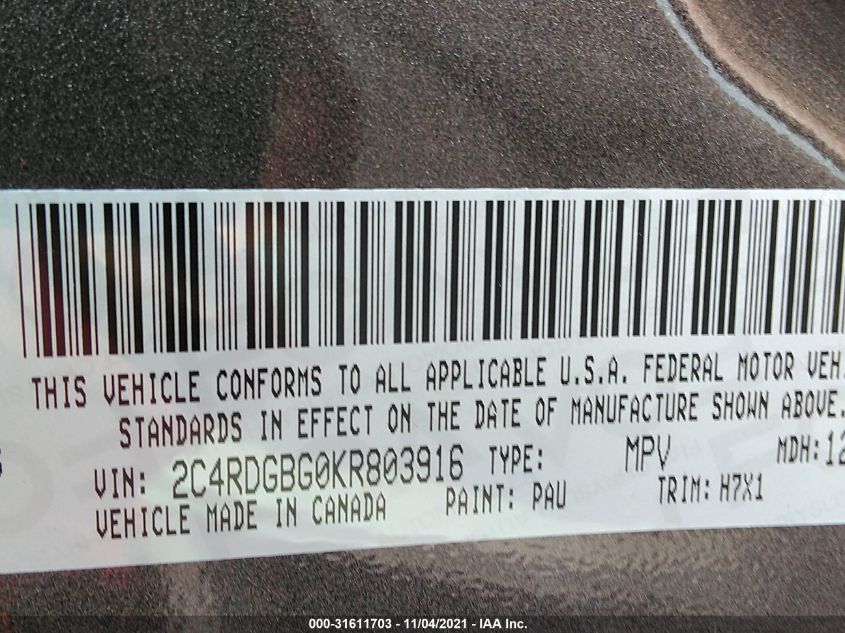 THIS VEHICLE CONFORMS TO ALL APPLICABLE U.S.A. FEDERAL MOTOR VEH
STANDARDS IN EFFECT ON THE DATE OF MANUFACTURE SHOWN ABOVE.
VIN: 2C4RDGBG0KR803916 TYPE: MPV MDH: 12
VEHICLE MADE IN CANADA PAINT: PAU TRIM: H7X1
000-31611703 - 11/04/2021 - IAA Inc.